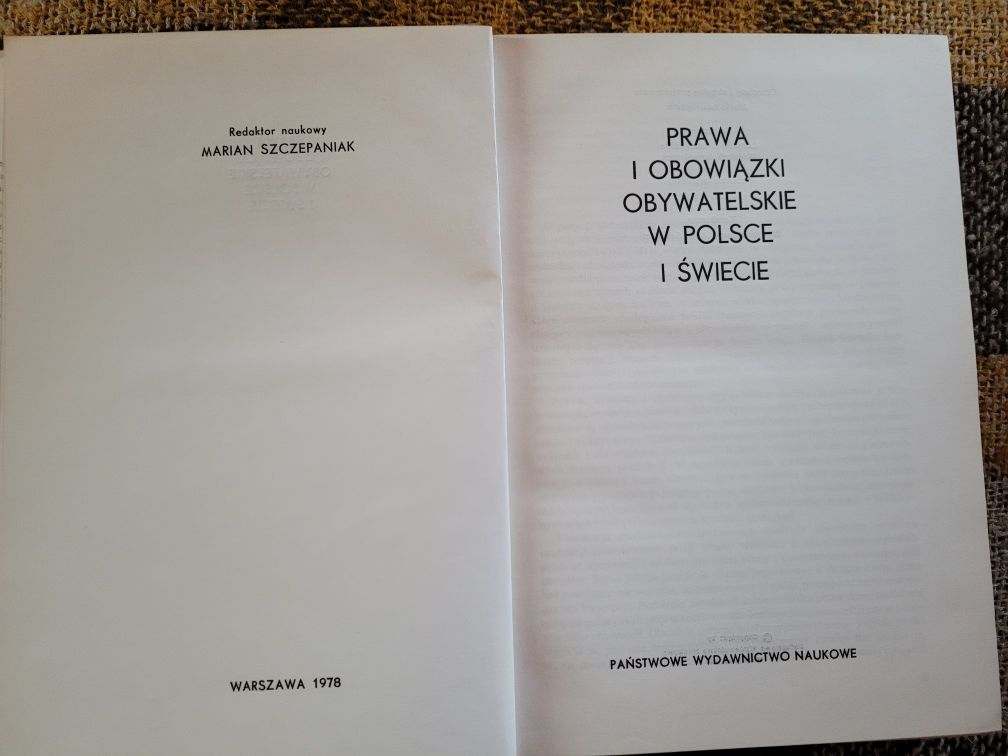 Redaktor naukowy
MARIAN SZCZEPANIAK
WARSZAWA 1978
PRAWA
I OBOWIĄZKI
OBYWATELSKIE
W POLSCE
I ŚWIECIE
PAŃSTWOWE WYDAWNICTWO NAUKOWE